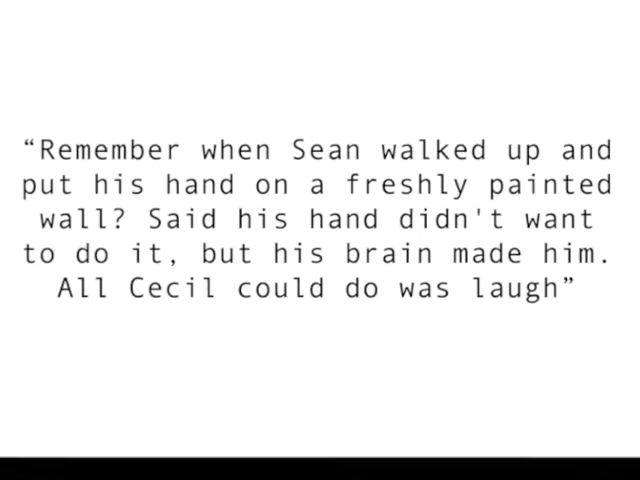 “Remember when Sean walked up and
put his hand on a freshly painted
wall? Said his hand didn't want
to do it, but his brain made him.
All Cecil could do was laugh”